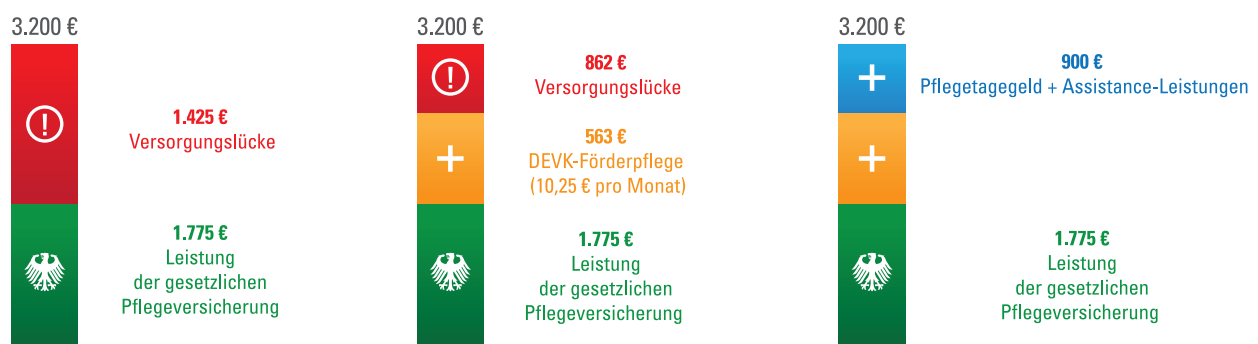 3.200 €
1.425 €
Versorgungslücke
1.775 €
Leistung
der gesetzlichen
Pflegeversicherung
3.200 €
862 €
Versorgungslücke
563 €
DEVK-Förderpflege
(10,25 € pro Monat)
1.775 €
Leistung
der gesetzlichen
Pflegeversicherung
3.200 €
900 €
Pflegetagegeld + Assistance-Leistungen
1.775 €
Leistung
der gesetzlichen
Pflegeversicherung